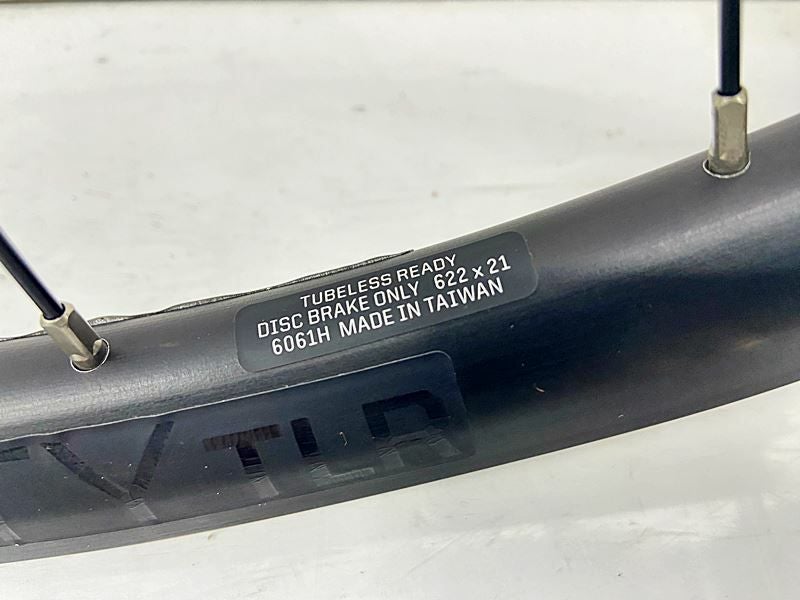 TUBELESS READY
DISC BRAKE ONLY 622 x 21
6061H MADE IN TAIWAN
TLR